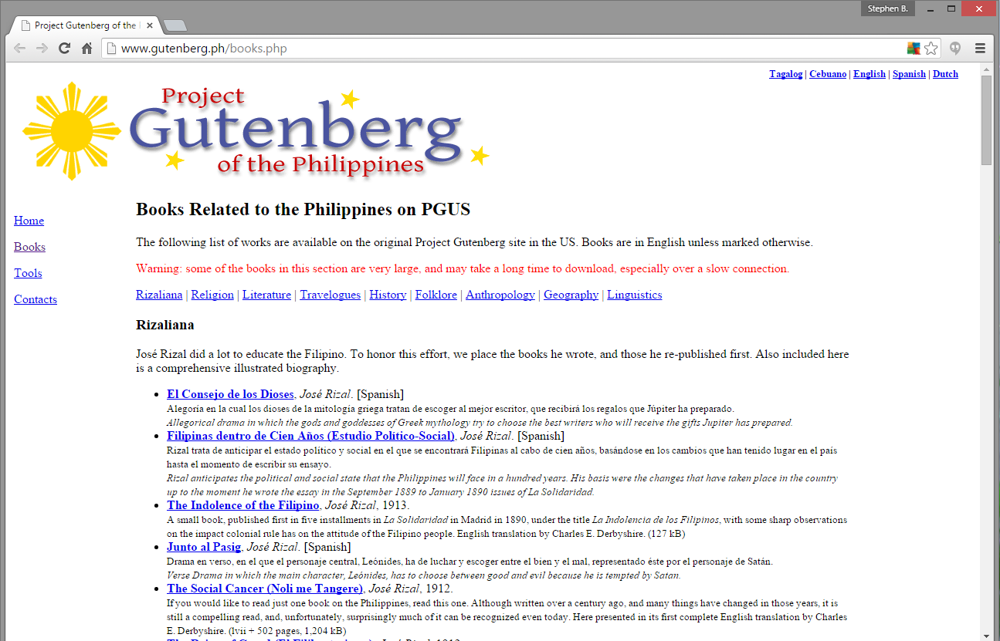 Stephen B.
Project Gutenberg of the
www.gutenberg.ph/books.php
Tagalog | Cebuano | English | Spanish | Dutch
Project
Gutenberg
of the Philippines
Home
Books
Tools
Contacts
Books Related to the Philippines on PGUS
The following list of works are available on the original Project Gutenberg site in the US. Books are in English unless marked otherwise.
Warning: some of the books in this section are very large, and may take a long time to download, especially over a slow connection.
Rizaliana | Religion | Literature | Travelogues | History | Folklore | Anthropology | Geography | Linguistics
Rizaliana
José Rizal did a lot to educate the Filipino. To honor this effort, we place the books he wrote, and those he re-published first. Also included here
is a comprehensive illustrated biography.
• El Consejo de los Dioses, José Rizal. [Spanish]
Alegoría en la cual los dioses de la mitología griega tratan de escoger al mejor escritor, que recibirá los regalos que Júpiter ha preparado.
Allegorical drama in which the gods and goddesses of Greek mythology try to choose the best writers who will receive the gifts Jupiter has prepared.
• Filipinas dentro de Cien Años (Estudio Politico-Social), José Rizal. [Spanish]
Rizal trata de anticipar el estado político y social en el que se encontrará Filipinas al cabo de cien años, basándose en los cambios que han tenido lugar en el país
hasta el momento de escribir su ensayo.
Rizal anticipates the political and social state that the Philippines will face in a hundred years. His basis were the changes that have taken place in the country
up to the moment he wrote the essay in the September 1889 to January 1890 issues of La Solidaridad.
• The Indolence of the Filipino, José Rizal, 1913.
A small book, published first in five installments in La Solidaridad in Madrid in 1890, under the title La Indolencia de los Filipinos, with some sharp observations
on the impact colonial rule has on the attitude of the Filipino people. English translation by Charles E. Derbyshire. (127 kB)
• Junto al Pasig, José Rizal. [Spanish]
Drama en verso, en el que el personaje central, Leónides, ha de luchar y escoger entre el bien y el mal, representado éste por el personaje de Satán.
Verse Drama in which the main character, Leónides, has to choose between good and evil because he is tempted by Satan.
• The Social Cancer (Noli me Tangere), José Rizal, 1912.
If you would like to read just one book on the Philippines, read this one. Although written over a century ago, and many things have changed in those years, it is
still a compelling read, and, unfortunately, surprisingly much of it can be recognized even today. Here presented in its first complete English translation by Charles
E. Derbyshire. (lvii + 502 pages, 1,204 kB)